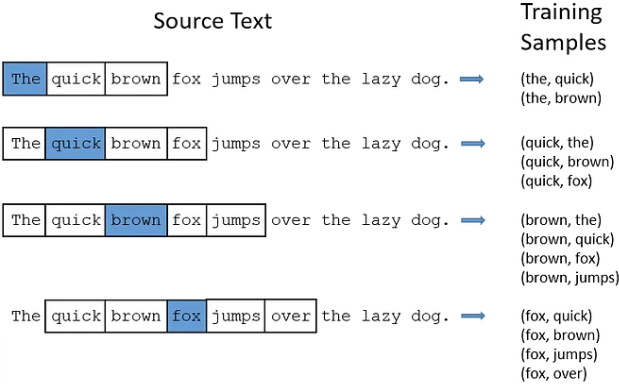 Source Text
Training
Samples
The quick brown fox jumps over the lazy dog.
(the, quick)
(the, brown)
The quick brown fox jumps over the lazy dog.
(quick, the)
(quick, brown)
(quick, fox)
The quick brown fox jumps over the lazy dog.
(brown, the)
(brown, quick)
(brown, fox)
(brown, jumps)
The quick brown fox jumps over the lazy dog.
(fox, quick)
(fox, brown)
(fox, jumps)
(fox, over)